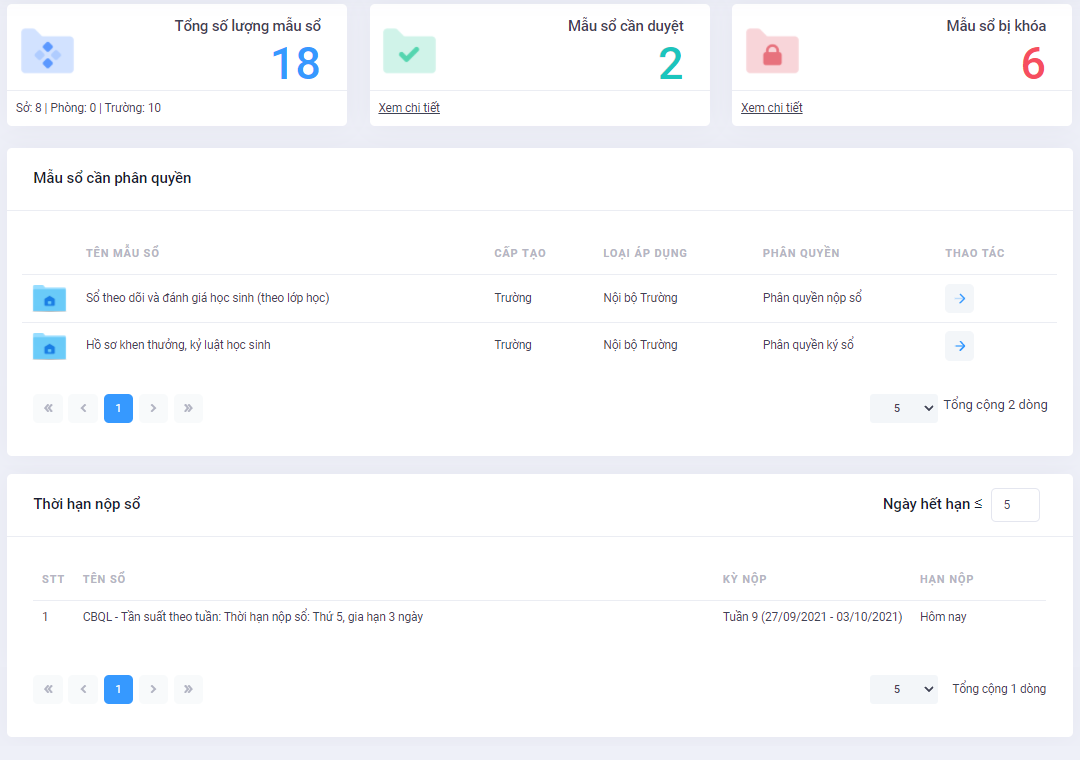 Tổng số lượng mẫu sổ
18
Sở: 8 | Phòng: 0 | Trường: 10
Mẫu sổ cần duyệt
2
Xem chi tiết
Mẫu sổ bị khóa
6
Xem chi tiết
Mẫu sổ cần phân quyền
TÊN MẪU SỔ CẤP TẠO LOẠI ÁP DỤNG PHÂN QUYỀN THAO TÁC
Sổ theo dõi và đánh giá học sinh (theo lớp học) Trường Nội bộ Trường Phân quyền nộp sổ
Hồ sơ khen thưởng, kỷ luật học sinh Trường Nội bộ Trường Phân quyền ký sổ
« ‹ 1 › » 5 Tổng cộng 2 dòng
Thời hạn nộp sổ Ngày hết hạn ≤ 5
STT TÊN SỔ KỲ NỘP HẠN NỘP
1 CBQL - Tần suất theo tuần: Thời hạn nộp sổ: Thứ 5, gia hạn 3 ngày Tuần 9 (27/09/2021 - 03/10/2021) Hôm nay
« ‹ 1 › » 5 Tổng cộng 1 dòng